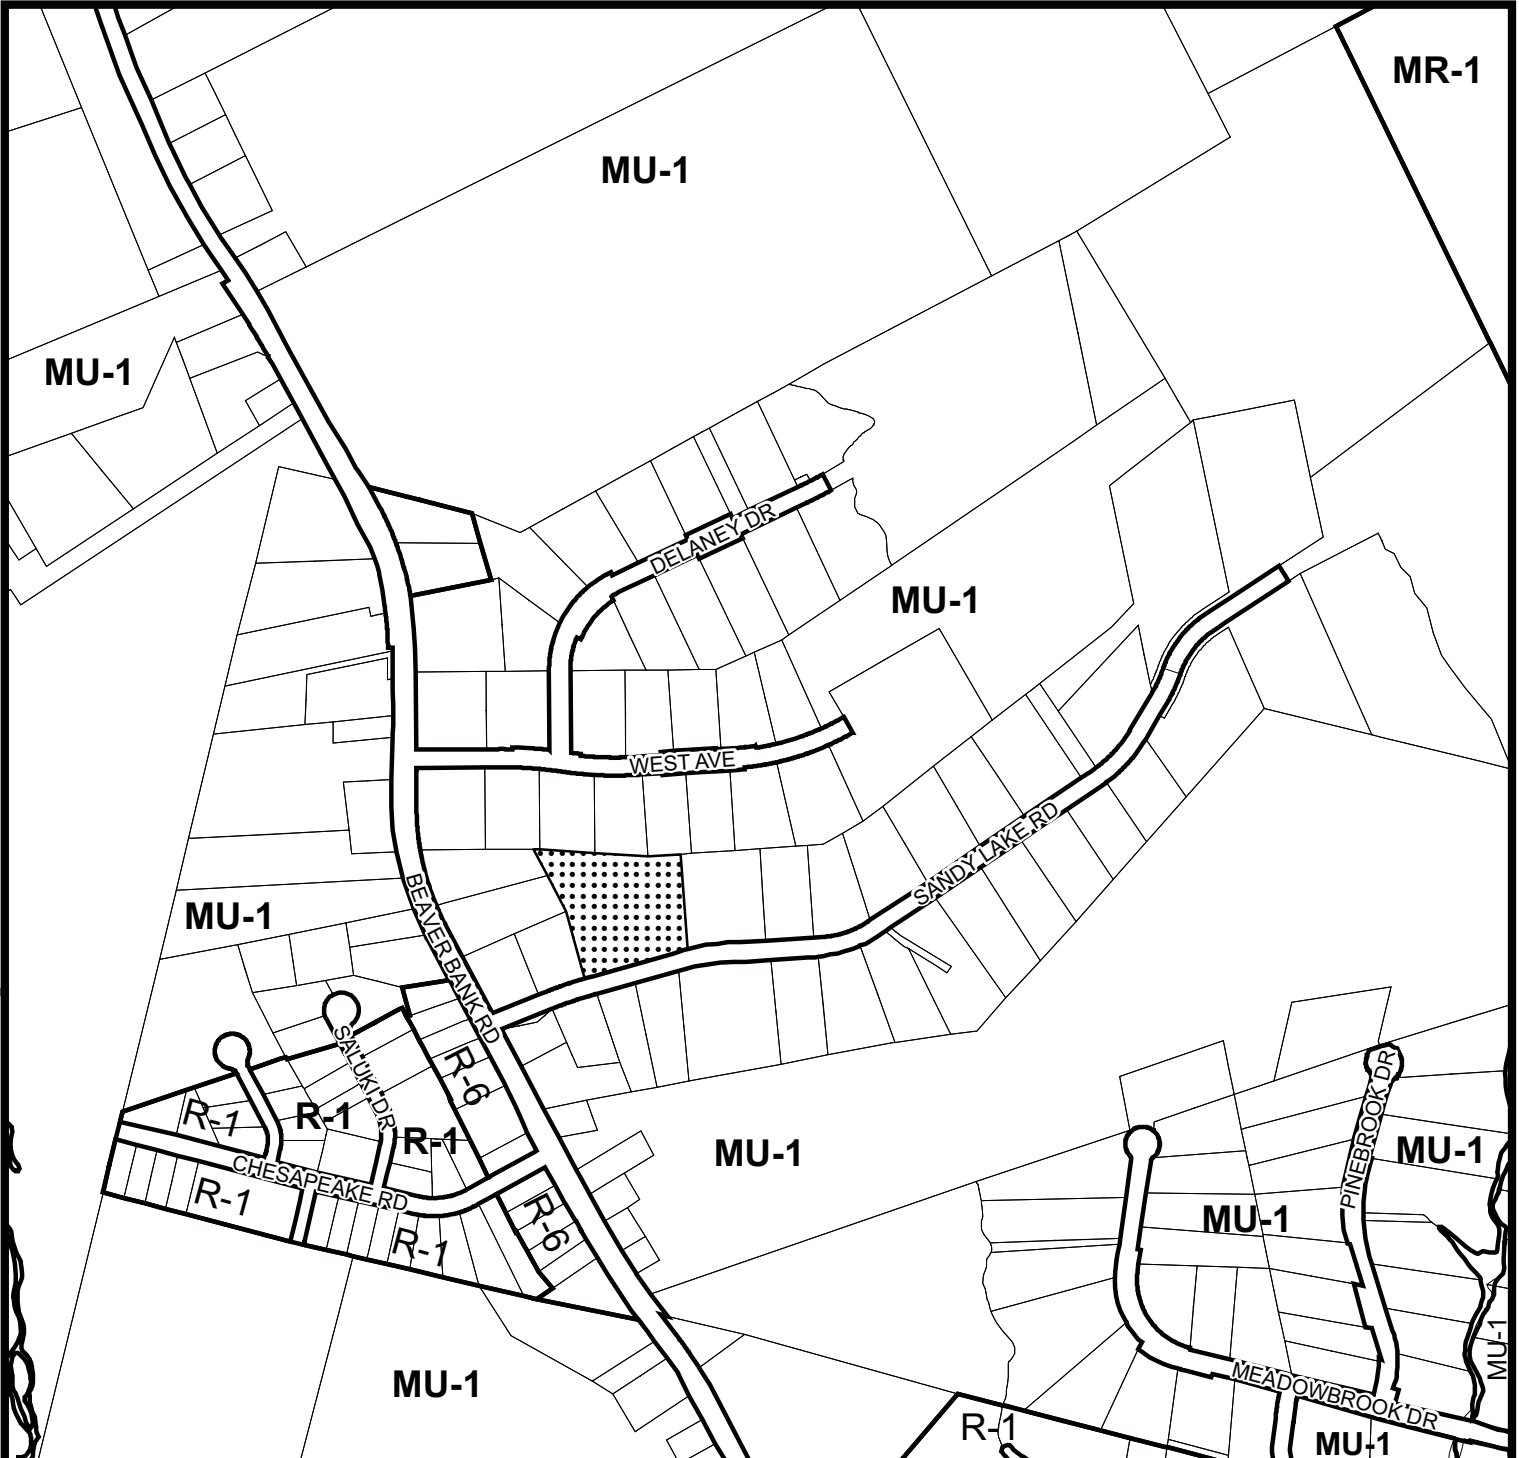 MR-1
MU-1
MU-1
DELANEY DR
MU-1
WEST AVE
SANDY LAKE RD
BEAVER BANK RD
MU-1
SALUKI DR
R-6
R-1
R-1
R-1
CHESAPEAKE RD
R-1
R-1
R-6
MU-1
PINEBROOK DR
MU-1
MU-1
MU-1
MU-1
MEADOWBROOK DR
R-1
MU-1